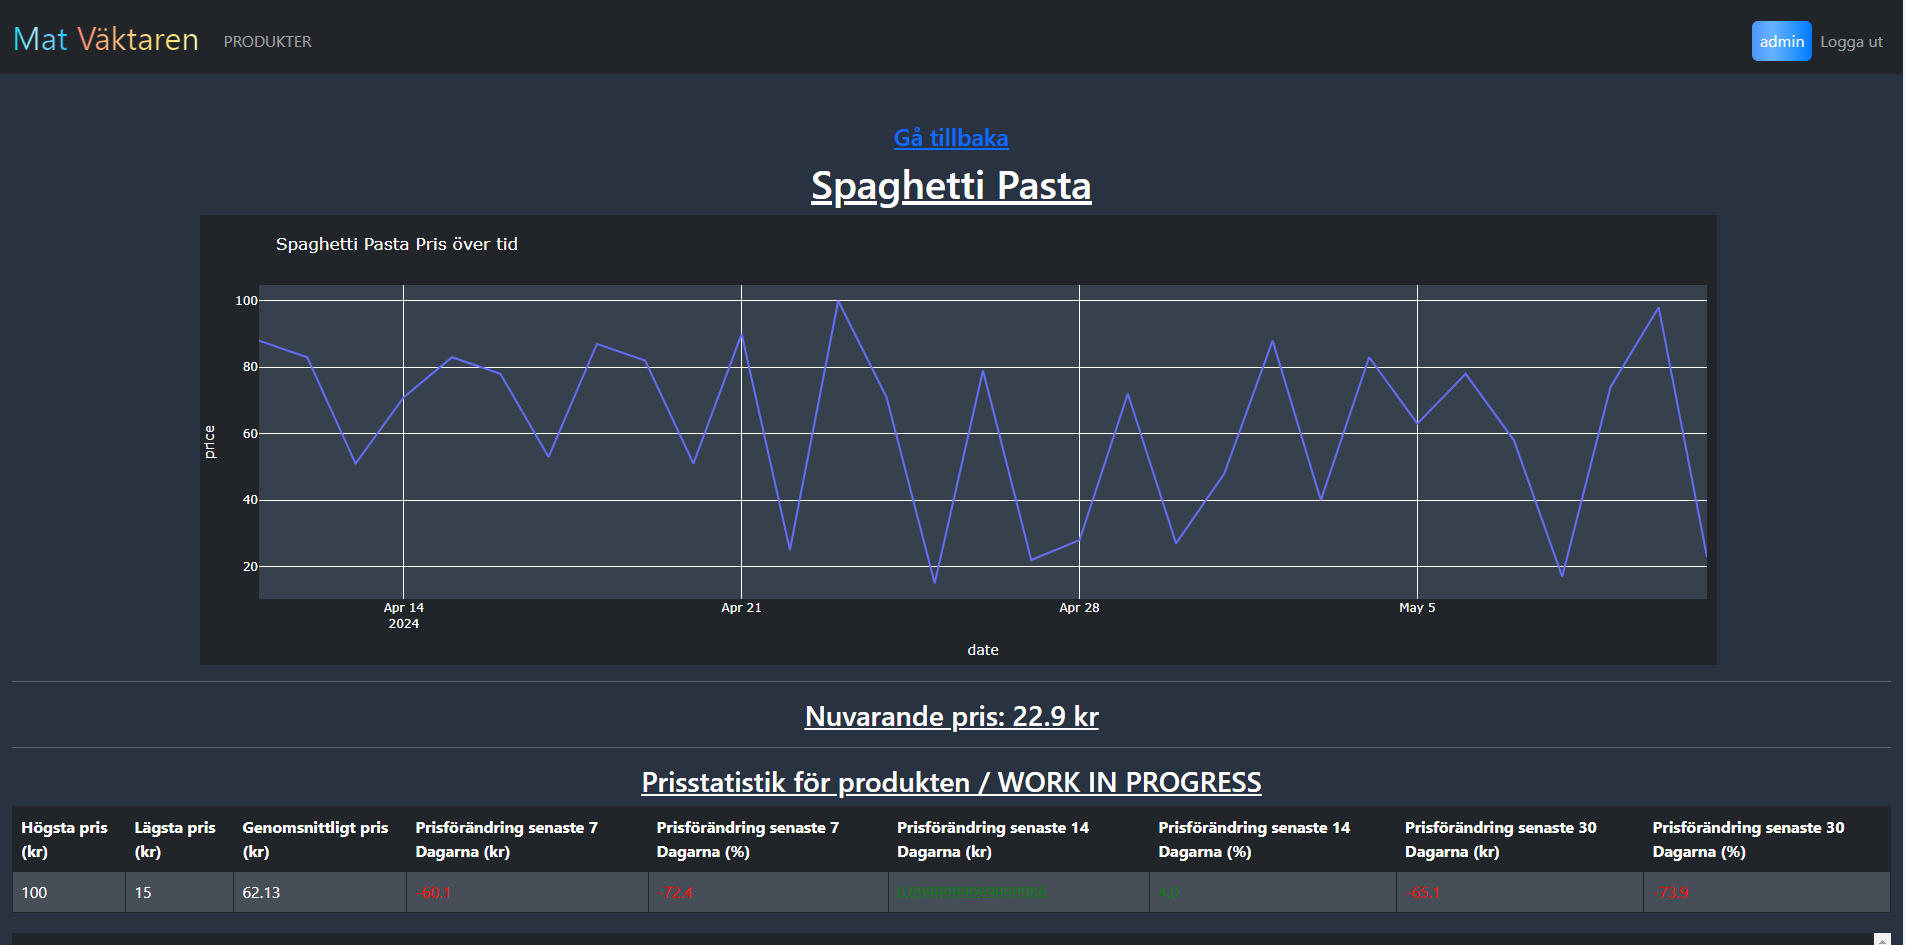 Mat Väktaren PRODUKTER admin Logga ut
Gå tillbaka
Spaghetti Pasta
Spaghetti Pasta Pris över tid
100
80
60
40
20
price
Apr 14 Apr 21 Apr 28 May 5
2024
date
Nuvarande pris: 22.9 kr
Prisstatistik för produkten / WORK IN PROGRESS
Högsta pris (kr) Lägsta pris (kr) Genomsnittligt pris (kr) Prisförändring senaste 7 Dagarna (kr) Prisförändring senaste 7 Dagarna (%) Prisförändring senaste 14 Dagarna (kr) Prisförändring senaste 14 Dagarna (%) Prisförändring senaste 30 Dagarna (kr) Prisförändring senaste 30 Dagarna (%)
100 15 62.13 -60.1 -72.4 -65.1 -73.9